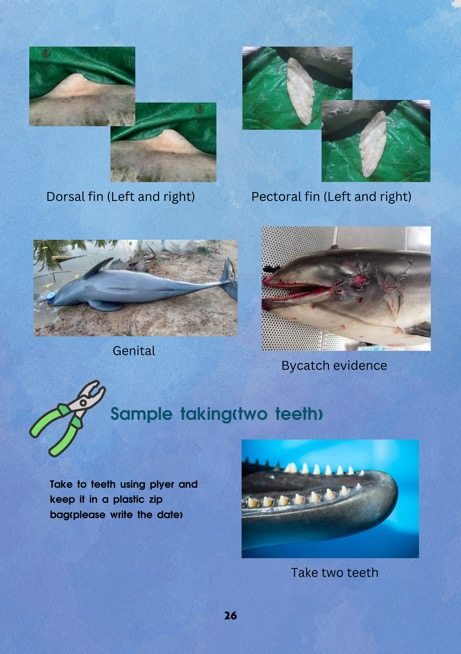 Dorsal fin (Left and right)
Pectoral fin (Left and right)
Genital
Bycatch evidence
Sample taking(two teeth)
Take to teeth using plyer and
keep it in a plastic zip
bag(please write the date)
Take two teeth
26